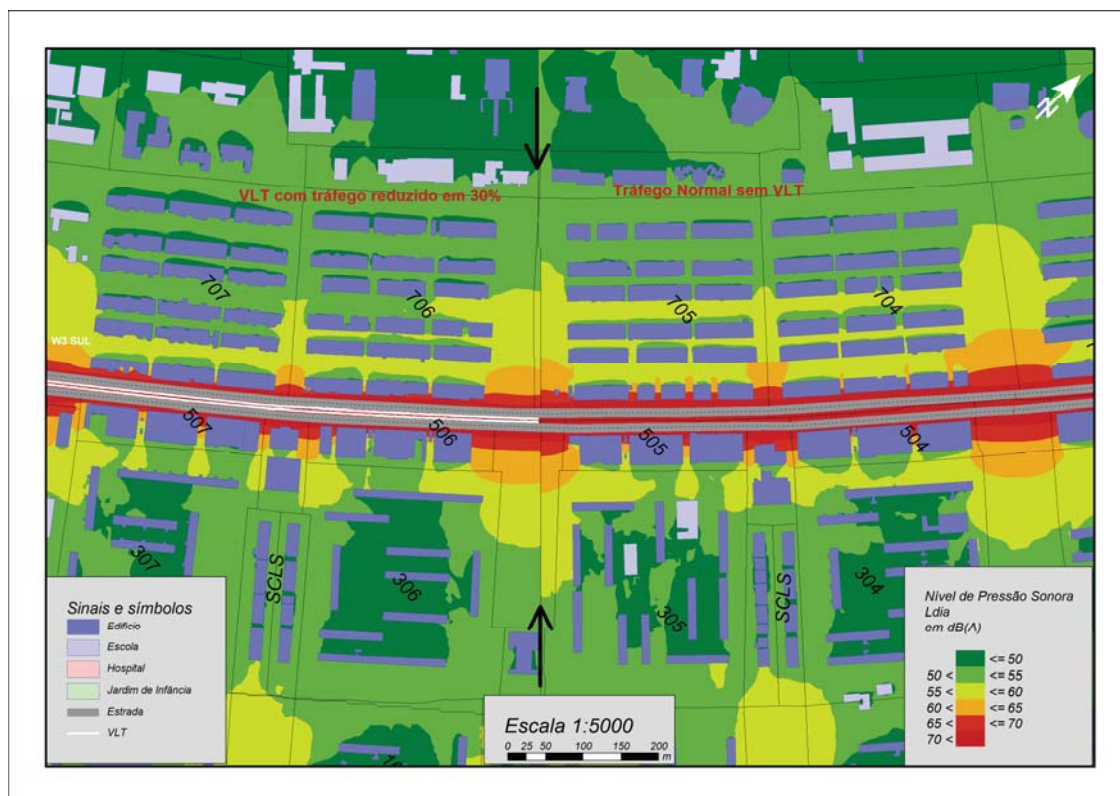 N
VLT com tráfego reduzido em 30%
Tráfego Normal sem VLT
707
706
705
704
W3 SUL
507
506
505
504
307
SCLS
306
305
SCLS
304
Sinais e símbolos
Edifício
Escola
Hospital
Jardim de Infância
Estrada
VLT
Escala 1:5000
0 25 50 100 150 200
m
Nível de Pressão Sonora
Ldia
em dB(A)
<= 50
50 < <= 55
55 < <= 60
60 < <= 65
65 < <= 70
70 <